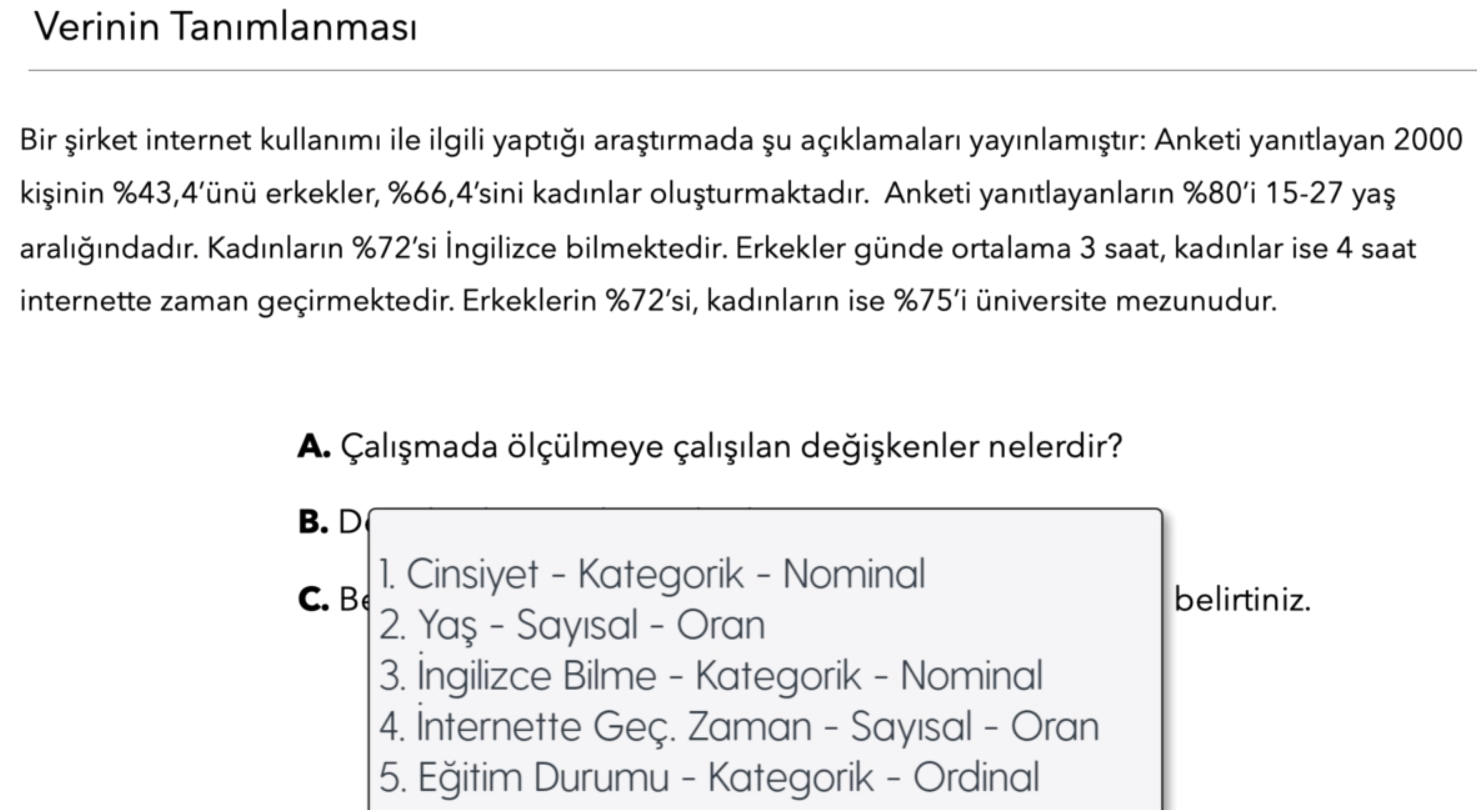 Verinin Tanımlanması
Bir şirket internet kullanımı ile ilgili yaptığı araştırmada şu açıklamaları yayınlamıştır: Anketi yanıtlayan 2000
kişinin %43,4'ünü erkekler, %66,4'sini kadınlar oluşturmaktadır. Anketi yanıtlayanların %80'i 15-27 yaş
aralığındadır. Kadınların %72'si İngilizce bilmektedir. Erkekler günde ortalama 3 saat, kadınlar ise 4 saat
internette zaman geçirmektedir. Erkeklerin %72'si, kadınların ise %75'i üniversite mezunudur.
A. Çalışmada ölçülmeye çalışılan değişkenler nelerdir?
B.
C. belirtiniz.
1. Cinsiyet - Kategorik - Nominal
2. Yaş - Sayısal - Oran
3. İngilizce Bilme - Kategorik - Nominal
4. İnternette Geç. Zaman - Sayısal - Oran
5. Eğitim Durumu - Kategorik - Ordinal